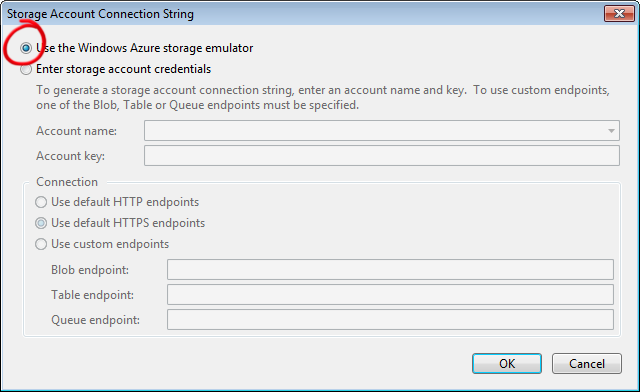 Storage Account Connection String
Use the Windows Azure storage emulator
Enter storage account credentials
To generate a storage account connection string, enter an account name and key.  To use custom endpoints,
one of the Blob, Table or Queue endpoints must be specified.
Account name:
Account key:
Connection
Use default HTTP endpoints
Use default HTTPS endpoints
Use custom endpoints
Blob endpoint:
Table endpoint:
Queue endpoint:
OK Cancel